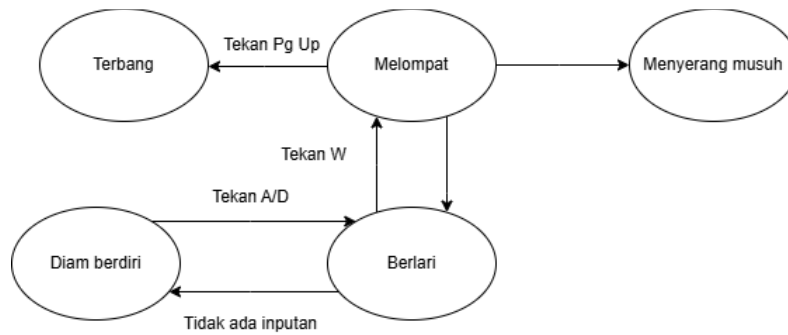 Tekan Pg Up
Terbang
Melompat
Menyerang musuh
Tekan W
Tekan A/D
Diam berdiri
Berlari
Tidak ada inputan